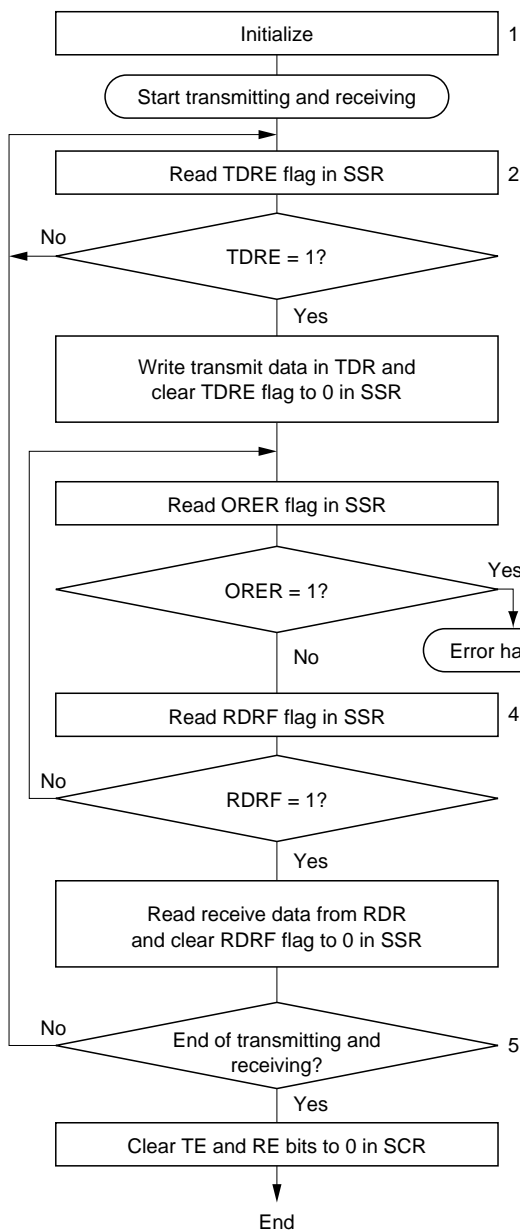 Initialize
1
Start transmitting and receiving
Read TDRE flag in SSR
2
No
TDRE = 1?
Yes
Write transmit data in TDR and
clear TDRE flag to 0 in SSR
Read ORER flag in SSR
Yes
ORER = 1?
Error ha
No
Read RDRF flag in SSR
4
No
RDRF = 1?
Yes
Read receive data from RDR
and clear RDRF flag to 0 in SSR
No
End of transmitting and
receiving?
5
Yes
Clear TE and RE bits to 0 in SCR
End